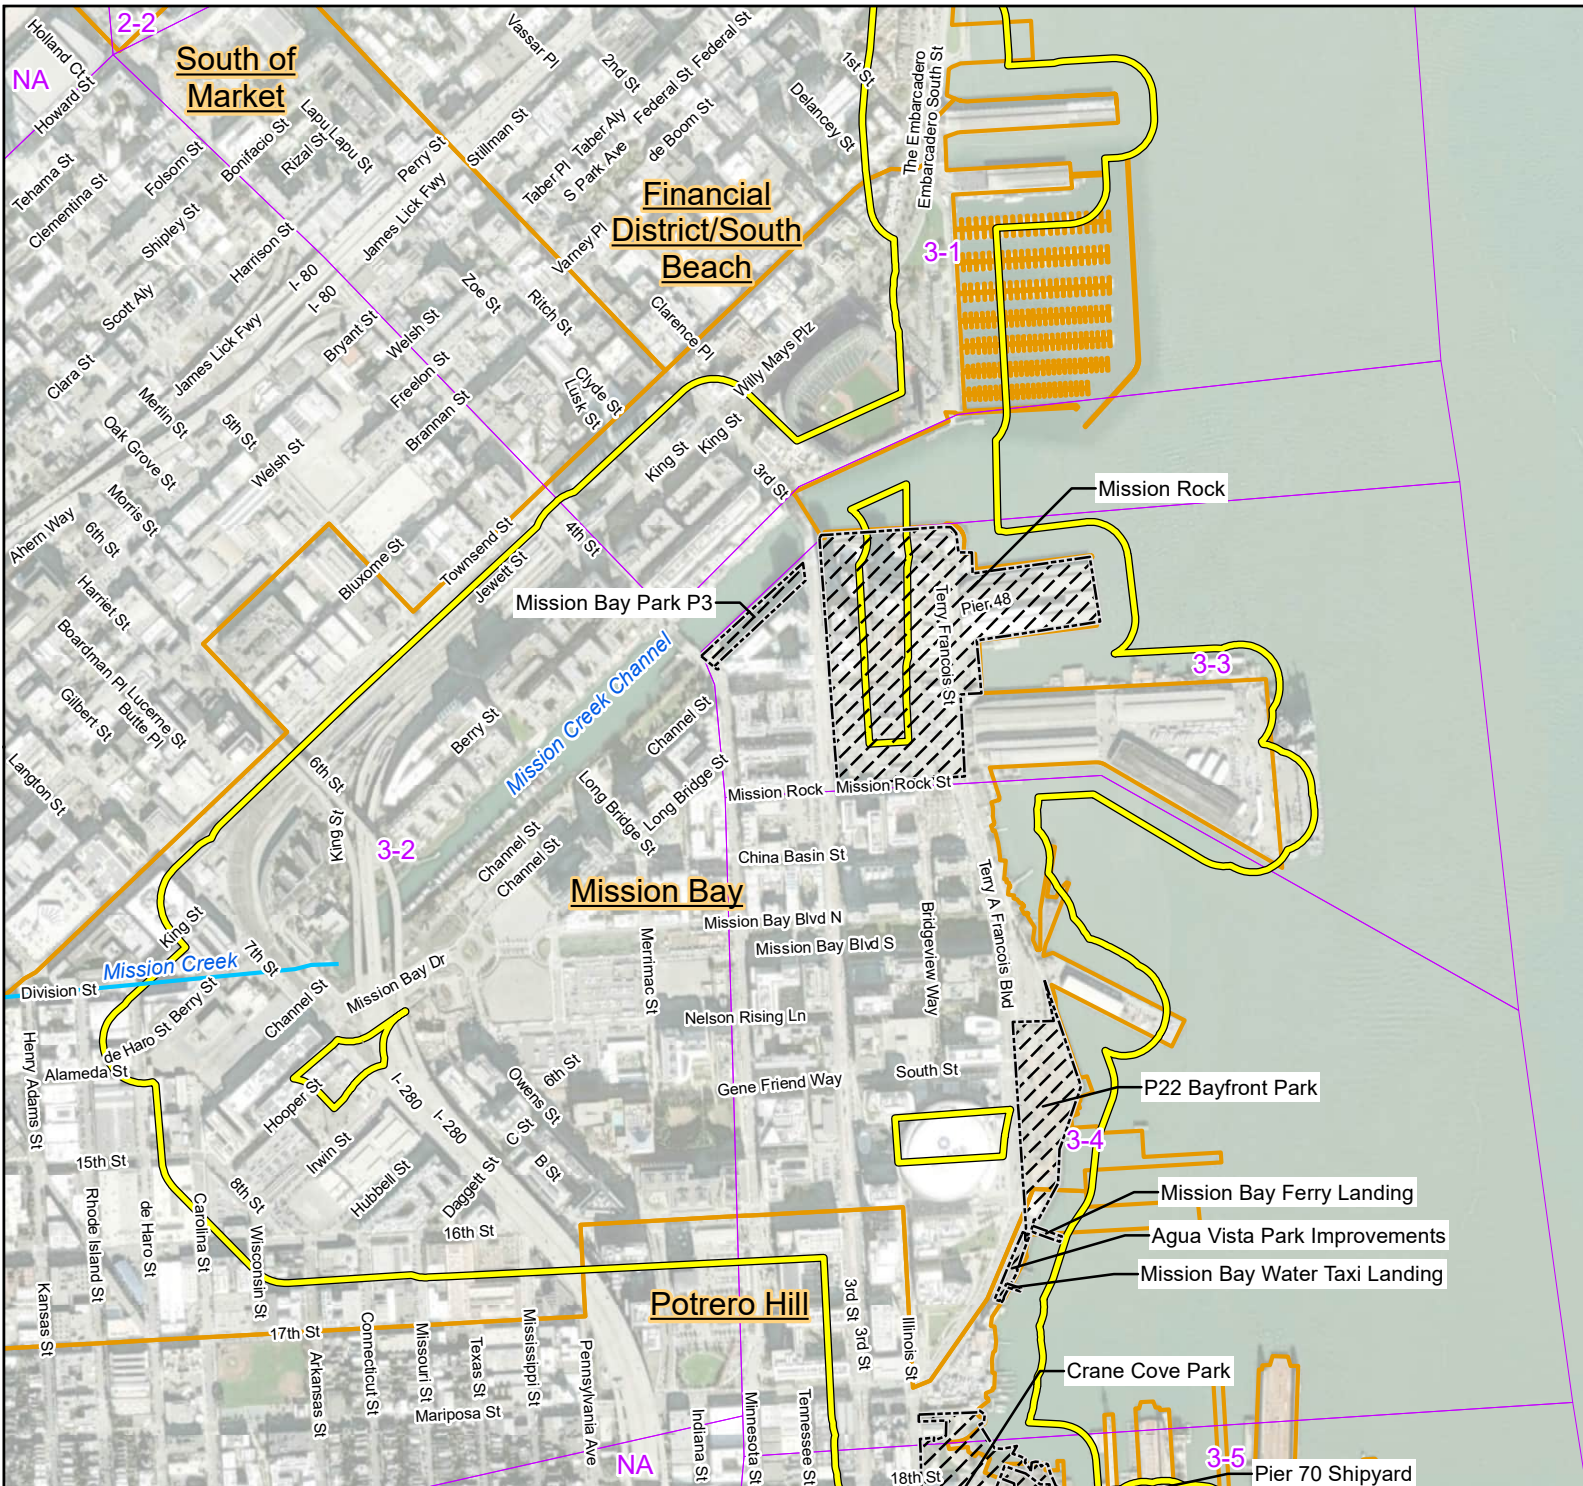 2-2
NA
South of
Market
Holland Ct
Howard St
Tehama St
Clementina St
Folsom St
Bonifacio St
Rizal St
Lapu Lapu St
Perry St
Stillman St
Vassar Pl
2nd St
Federal St
Federal St
Taber Aly
Taber Pl
S Park Ave
de Boom St
1st St
Delancey St
The Embarcadero
Embarcadero South St
Financial
District/South
Beach
3-1
Shipley St
Harrison St
James Lick Fwy
I- 80
I- 80
Varney Pl
Scott Aly
James Lick Fwy
Bryant St
Welsh St
Zoe St
Ritch St
Clarence Pl
Willy Mays Plz
Clara St
Merlin St
Freelon St
Brannan St
Clyde St
Lusk St
Oak Grove St
5th St
Welsh St
King St
King St
3rd St
Morris St
Ahern Way
6th St
Bluxome St
Townsend St
Jewett St
4th St
Mission Rock
Harriet St
Mission Bay Park P3
Pier 48
Terry Francois St
Boardman Pl
Lucerne St
Butte Pl
Gilbert St
3-3
Mission Creek Channel
Berry St
Channel St
Langton St
6th St
King St
3-2
Long Bridge St
Long Bridge St
Mission Rock
Mission Rock St
Channel St
Channel St
China Basin St
Mission Bay
Terry A Francois Blvd
Mission Bay Blvd N
Mission Bay Blvd S
Bridgeview Way
Merrimac St
King St
Mission Creek
7th St
Division St
Berry St
de Haro St
Channel St
Mission Bay Dr
Nelson Rising Ln
Henry Adams St
Alameda St
Hooper St
I- 280
I- 280
Owens St
6th St
C St
B St
Gene Friend Way
South St
P22 Bayfront Park
3-4
15th St
Irwin St
Hubbell St
Daggett St
8th St
16th St
Rhode Island St
de Haro St
Carolina St
Wisconsin St
Mission Bay Ferry Landing
Agua Vista Park Improvements
Mission Bay Water Taxi Landing
Kansas St
17th St
Potrero Hill
3rd St
3rd St
Illinois St
Arkansas St
Connecticut St
Missouri St
Texas St
Mississippi St
Pennsylvania Ave
Mariposa St
Indiana St
Minnesota St
Tennessee St
Crane Cove Park
NA
18th St
3-5
Pier 70 Shipyard